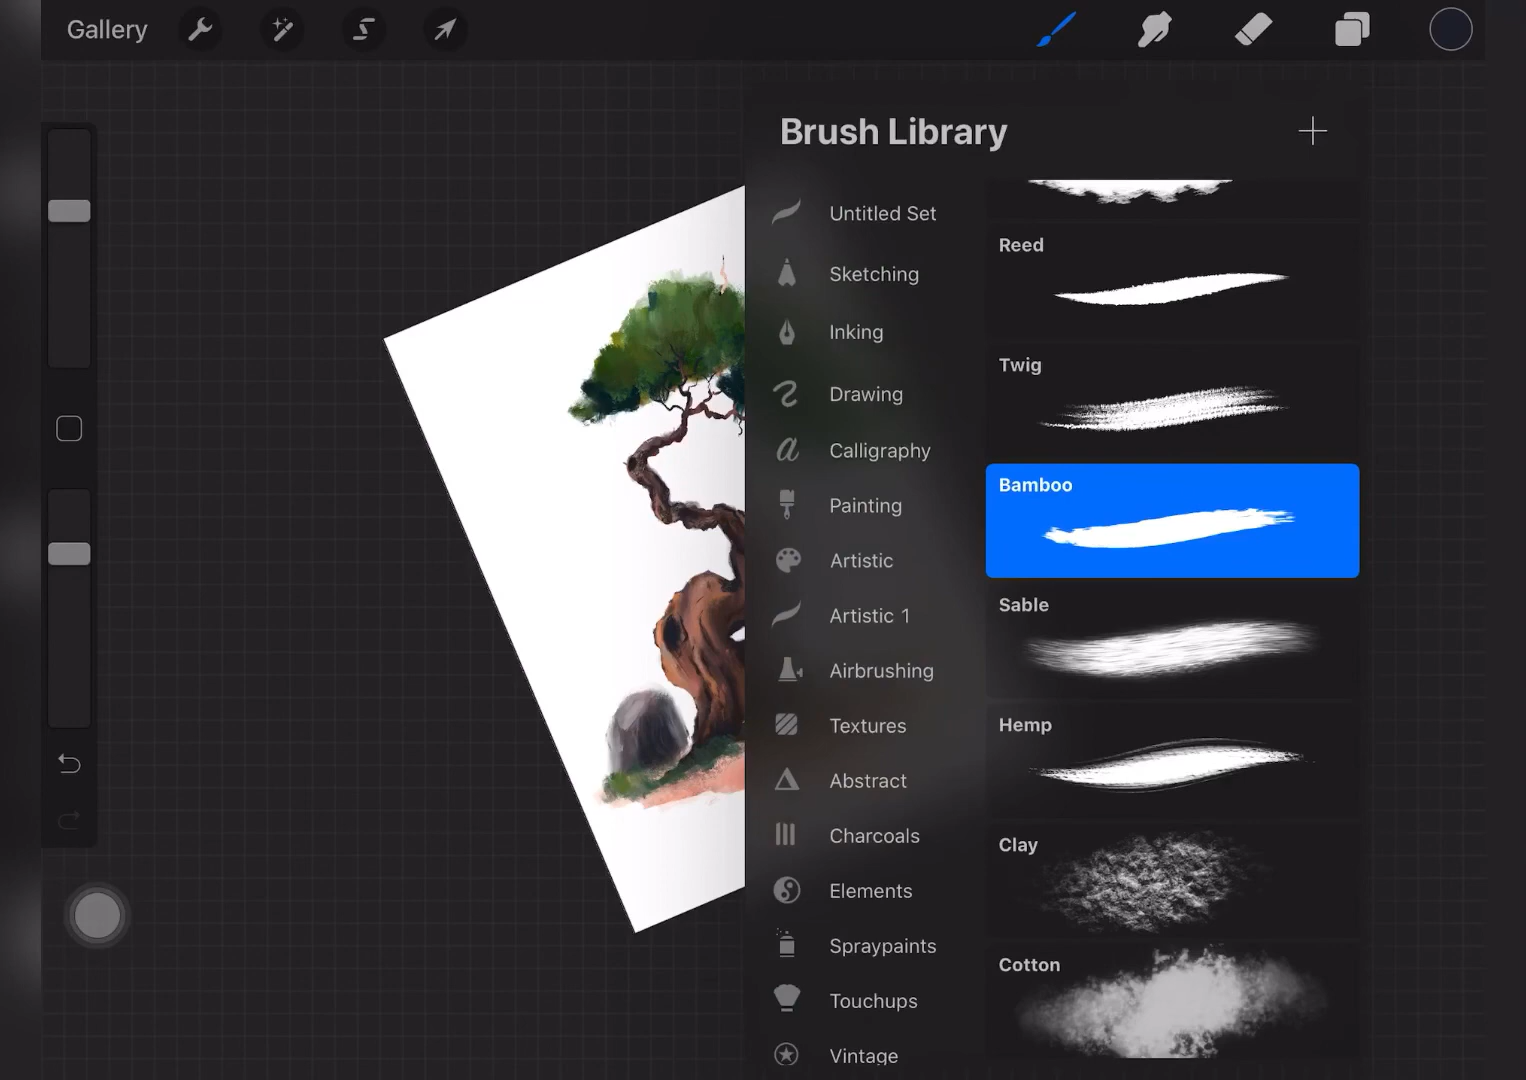 Gallery
Brush Library
Untitled Set
Sketching
Inking
Drawing
Calligraphy
Painting
Artistic
Artistic 1
Airbrushing
Textures
Abstract
Charcoals
Elements
Spraypaints
Touchups
Vintage
Reed
Twig
Bamboo
Sable
Hemp
Clay
Cotton